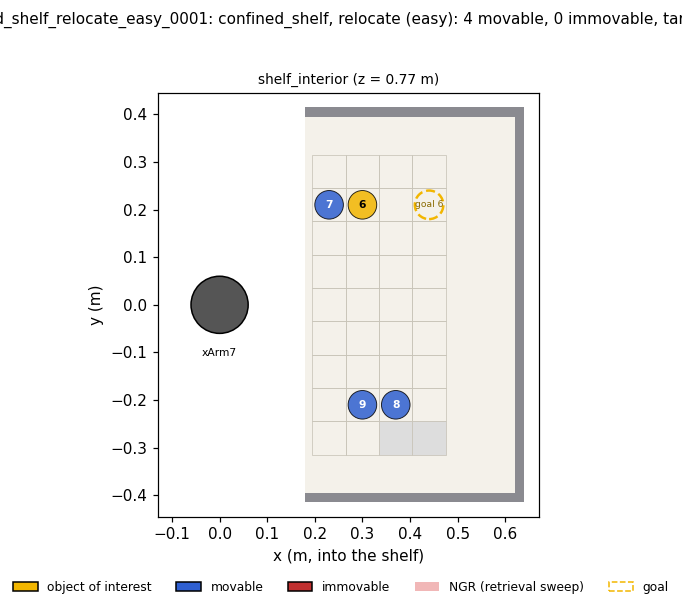 d_shelf_relocate_easy_0001: confined_shelf, relocate (easy): 4 movable, 0 immovable, tar
shelf_interior (z = 0.77 m)
0.4
0.3
0.2
0.1
0.0
−0.1
−0.2
−0.3
−0.4
y (m)
7
6
goal 6
xArm7
9
8
−0.1
0.0
0.1
0.2
0.3
0.4
0.5
0.6
x (m, into the shelf)
object of interest
movable
immovable
NGR (retrieval sweep)
goal